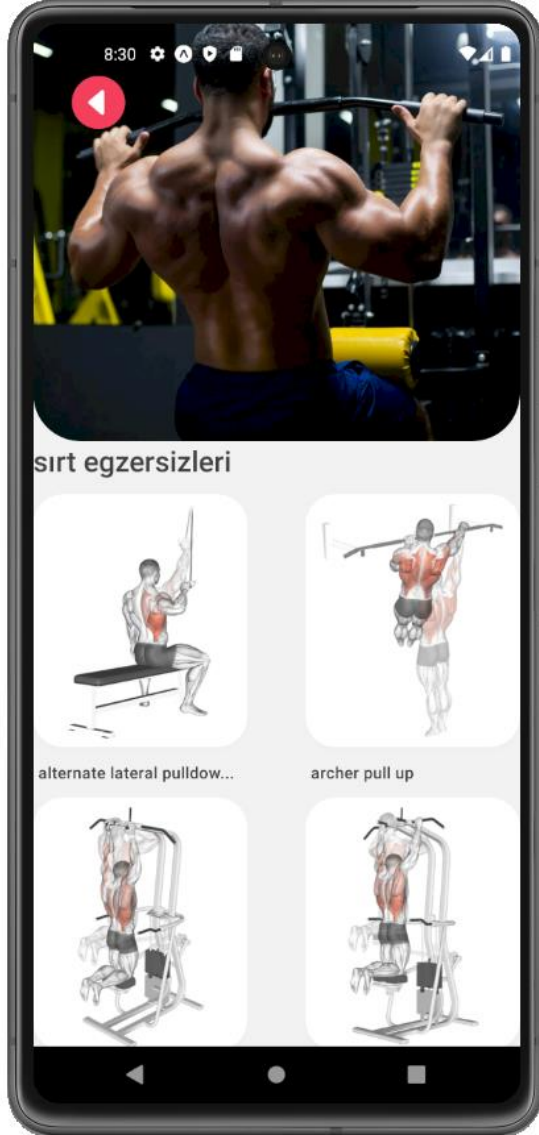 8:30
sırt egzersizleri
alternate lateral pulldow...
archer pull up